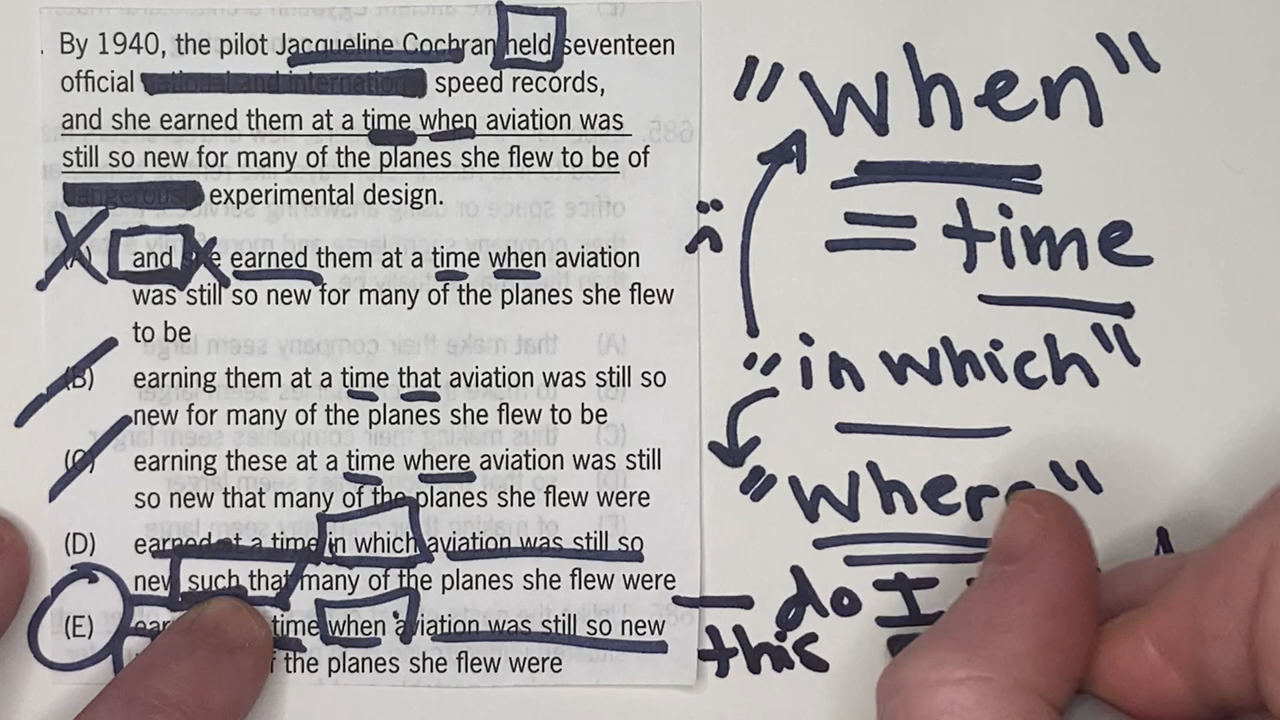 By 1940, the pilot Jacqueline Cochran held seventeen
official national and international speed records,
and she earned them at a time when aviation was
still so new for many of the planes she flew to be of
dangerously experimental design.
and she earned them at a time when aviation
was still so new for many of the planes she flew
to be
(B) earning them at a time that aviation was still so
new for many of the planes she flew to be
(C) earning these at a time where aviation was still
so new that many of the planes she flew were
(D) earned at a time in which aviation was still so
new such that many of the planes she flew were
(E) time when aviation was still so new
the planes she flew were
"when"
= time
"in which"
"where"
do I
this